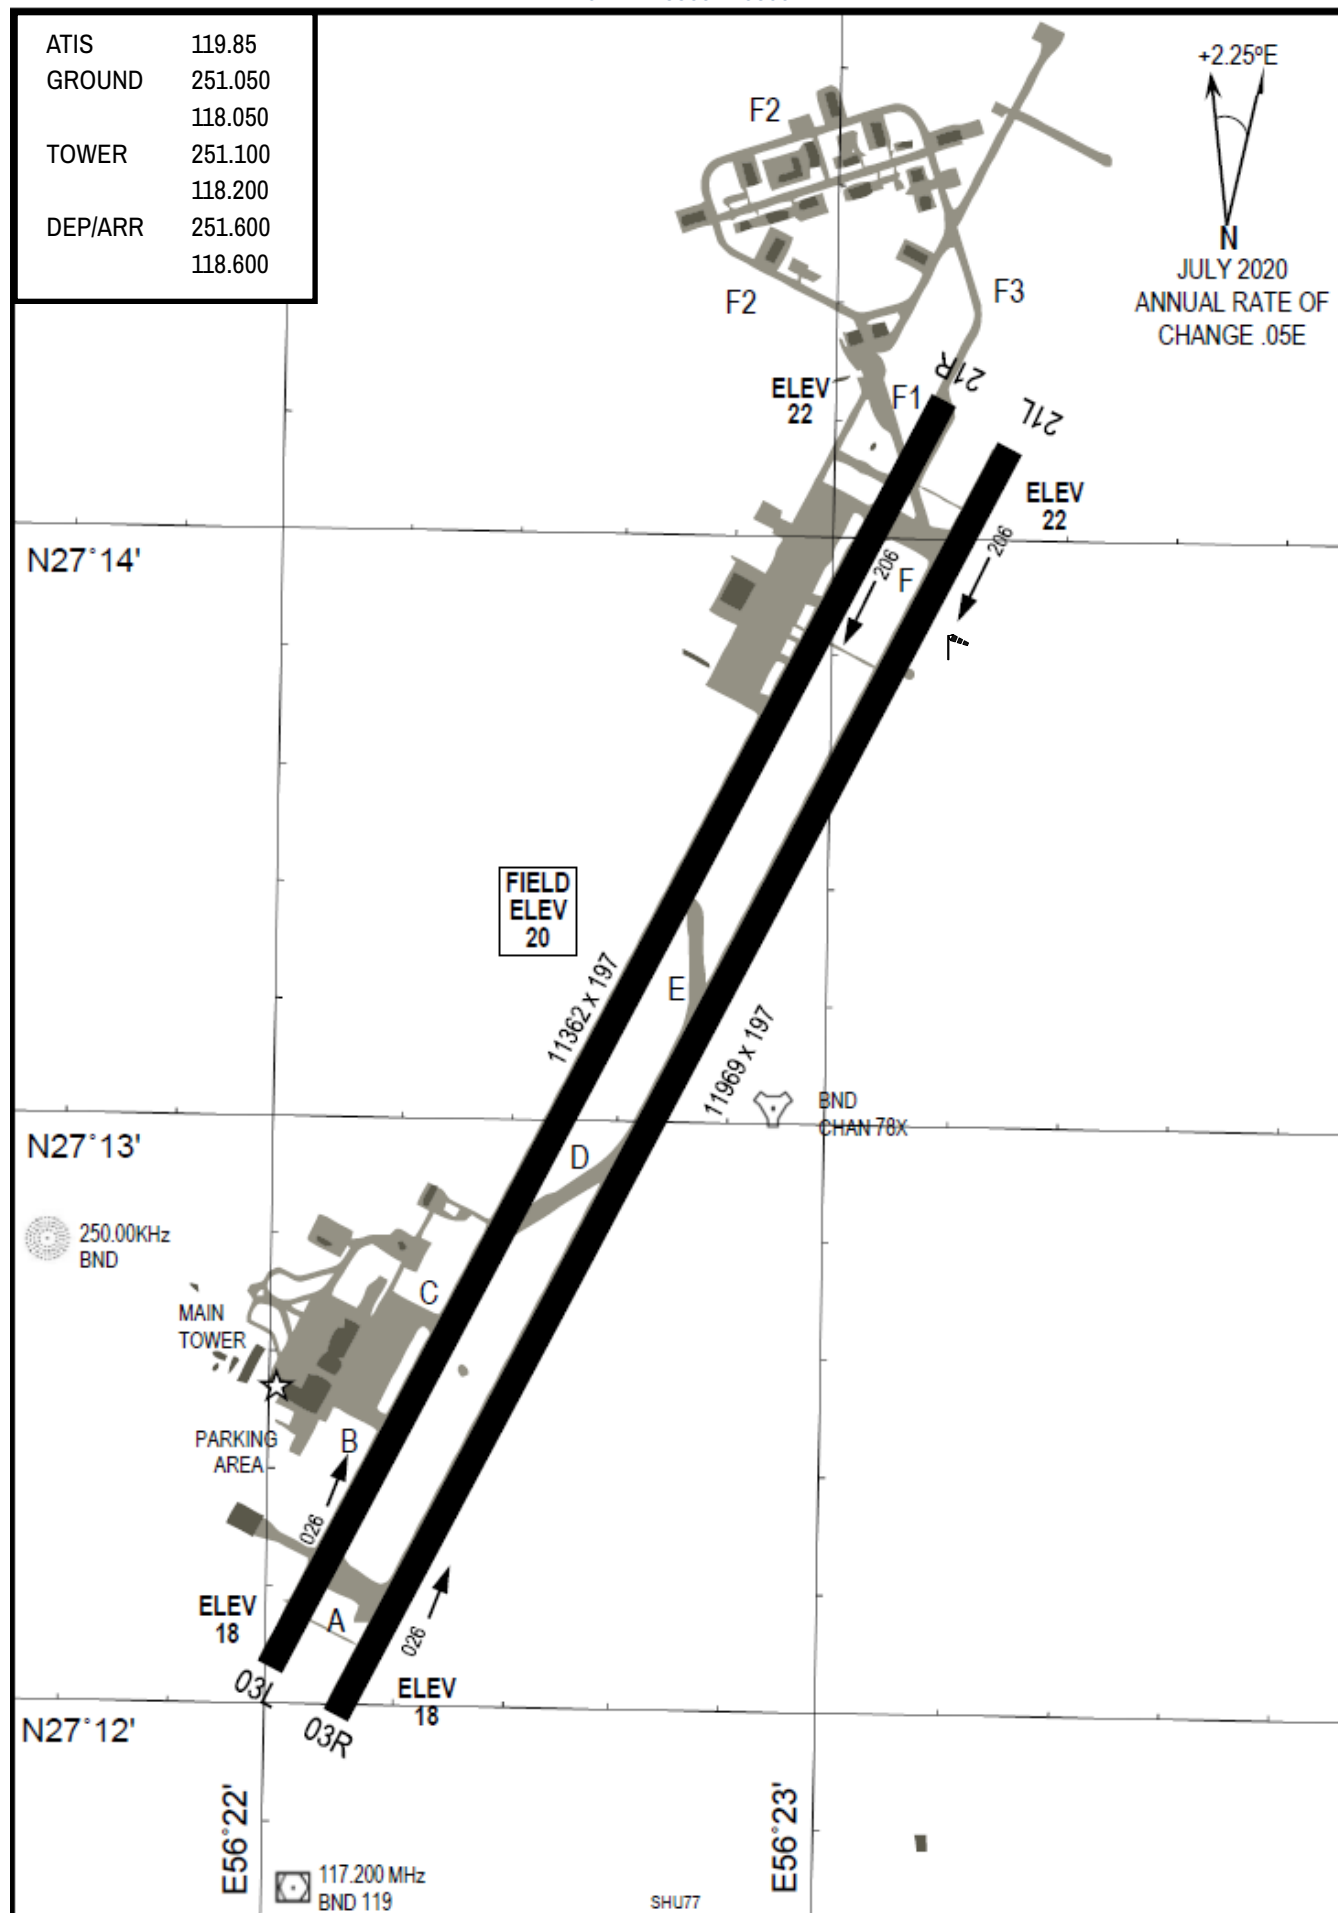 ATIS 119.85
GROUND 251.050
118.050
TOWER 251.100
118.200
DEP/ARR 251.600
118.600
+2.25°E
N
JULY 2020
ANNUAL RATE OF
CHANGE .05E
F2
F2
F3
F1
21R
21L
ELEV
22
ELEV
22
N27°14'
206
206
F
FIELD
ELEV
20
11362 x 197
E
11969 x 197
BND
CHAN 78X
N27°13'
D
250.00KHz
BND
C
MAIN
TOWER
PARKING
AREA
B
026
ELEV
18
A
026
03L
ELEV
18
03R
N27°12'
E56°22'
E56°23'
117.200 MHz
BND 119
SHU77